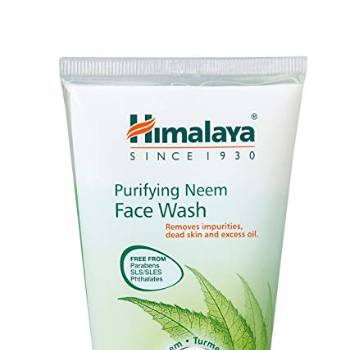 Himalaya®
SINCE 1930
Purifying Neem
Face Wash
Removes impurities,
dead skin and excess oil.
FREE FROM
Parabens
SLS/SLES
Phthalates